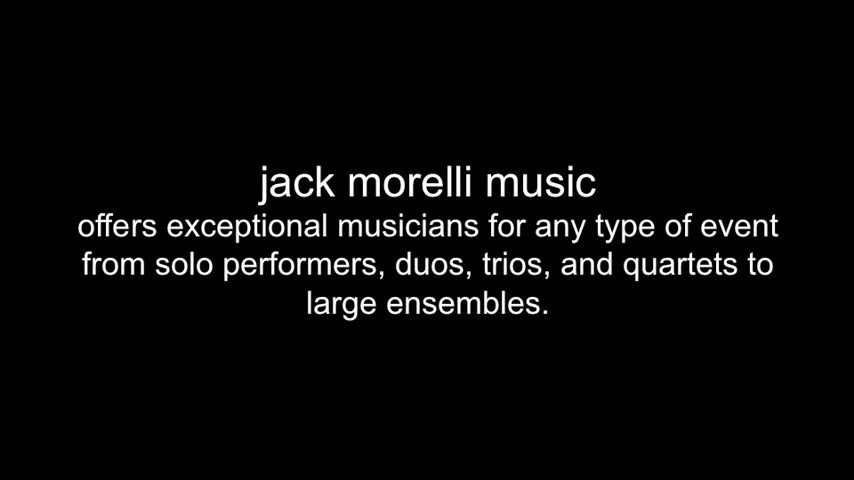 jack morelli music
offers exceptional musicians for any type of event
from solo performers, duos, trios, and quartets to
large ensembles.